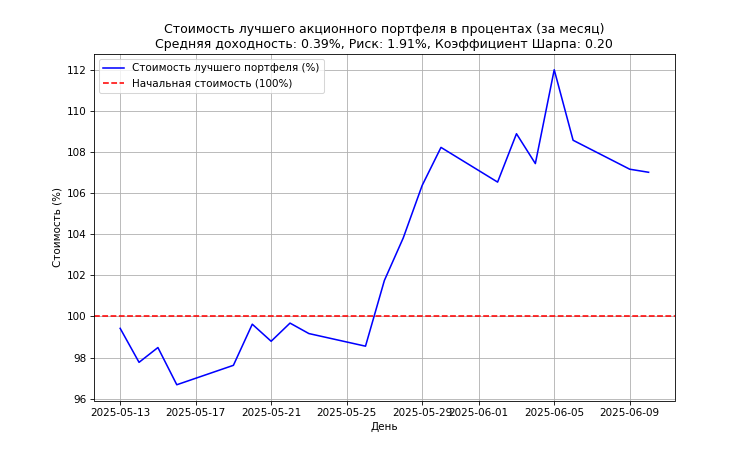 Стоимость лучшего акционного портфеля в процентах (за месяц)
Средняя доходность: 0.39%, Риск: 1.91%, Коэффициент Шарпа: 0.20
Стоимость лучшего портфеля (%)
Начальная стоимость (100%)
Стоимость (%)
112
110
108
106
104
102
100
98
96
2025-05-13 2025-05-17 2025-05-21 2025-05-25 2025-05-29 2025-06-01 2025-06-05 2025-06-09
День